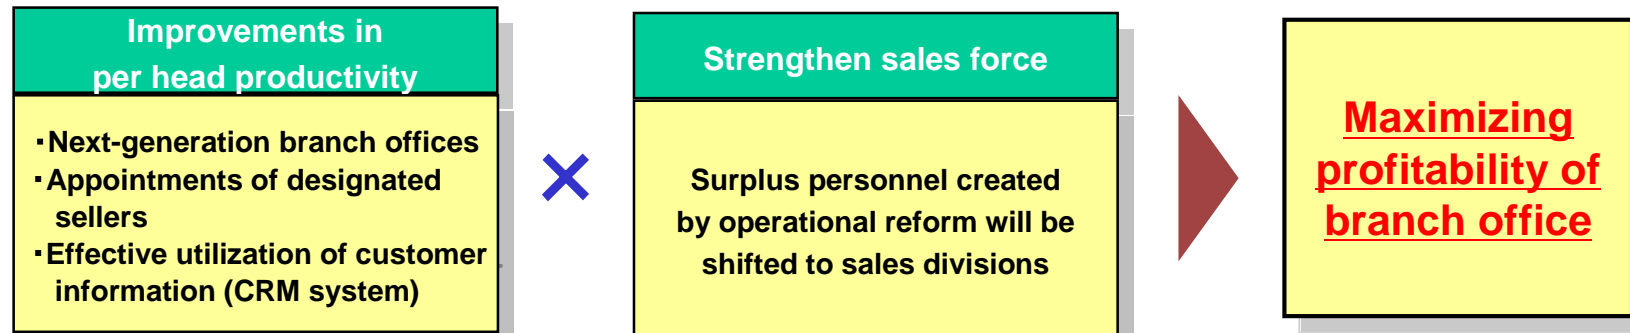 Improvements in
per head productivity
・Next-generation branch offices
・Appointments of designated
sellers
・Effective utilization of customer
information (CRM system)
×
Strengthen sales force
Surplus personnel created
by operational reform will be
shifted to sales divisions
Maximizing
profitability of
branch office